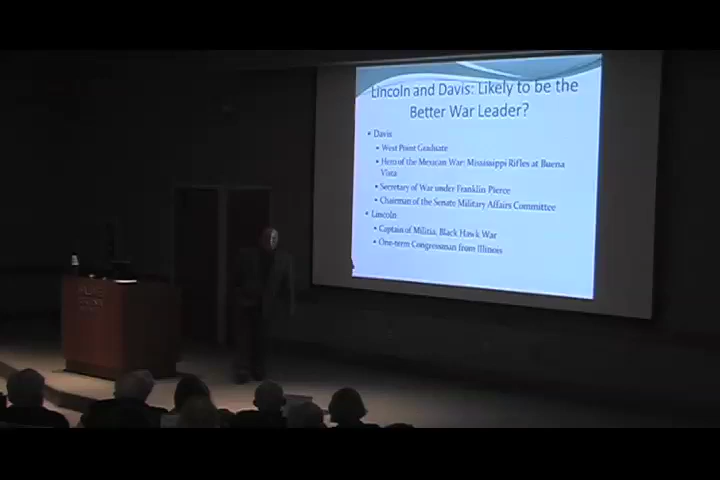 Lincoln and Davis: Likely to be the
Better War Leader?
• Davis
• West Point Graduate
• Hero of the Mexican War: Mississippi Rifles at Buena
Vista
• Secretary of War under Franklin Pierce
• Chairman of the Senate Military Affairs Committee
• Lincoln
• Captain of Militia, Black Hawk War
• One-term Congressman from Illinois